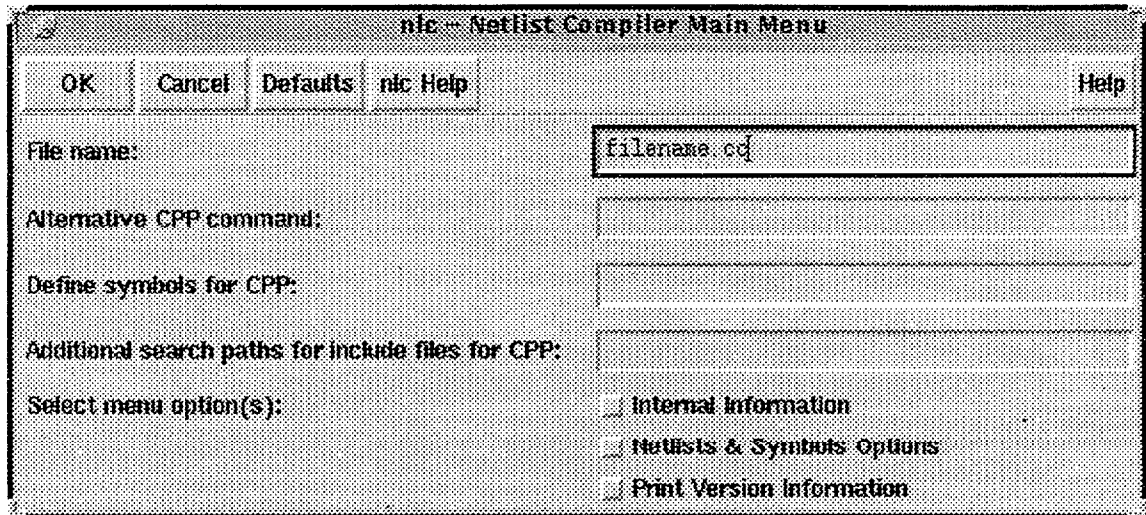 nlc – Netlist Compiler Main Menu
OK Cancel Defaults nlc Help Help
File name: filename.cc
Alternative CPP command:
Define symbols for CPP:
Additional search paths for include files for CPP:
Select menu option(s): Internal Information
Netlists & Symbols Options
Print Version Information